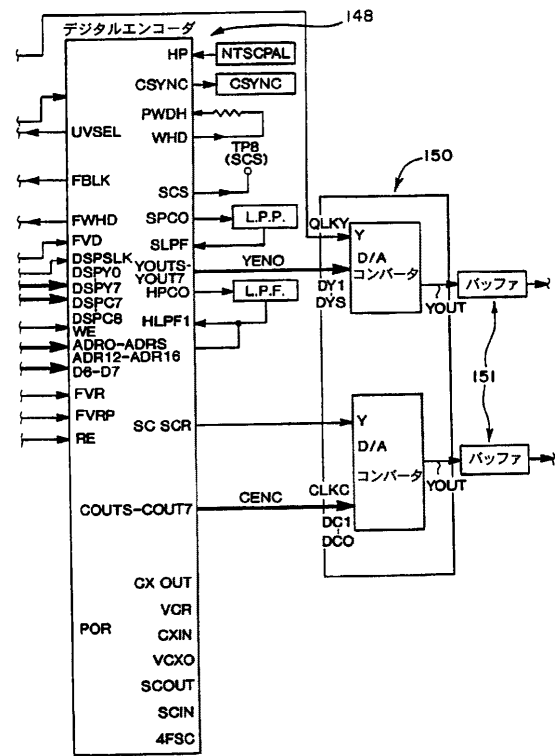 デジタルエンコーダ
148
HP
NTSCPAL
CSYNC
CSYNC
PWDH
UVSEL
WHD
TP8
(SCS)
150
FBLK
SCS
FWHD
SPCO
L.P.P.
QLKY
Y
FVD
SLPF
DSPSLK
DSPY0
YOUTS-
YOUT7
YENO
D/A
コンバータ
DSPY7
DSPC7
HPCO
L.P.F.
DY1
DYS
YOUT
バッファ
DSPC8
WE
HLPF1
ADR0-ADRS
ADR12-ADR16
D6-D7
151
FVR
FVRP
SC SCR
Y
RE
D/A
コンバータ
YOUT
バッファ
COUTS-COUT7
CENC
CLKC
DC1
DCO
CX OUT
VCR
POR
CXIN
VCXO
SCOUT
SCIN
4FSC